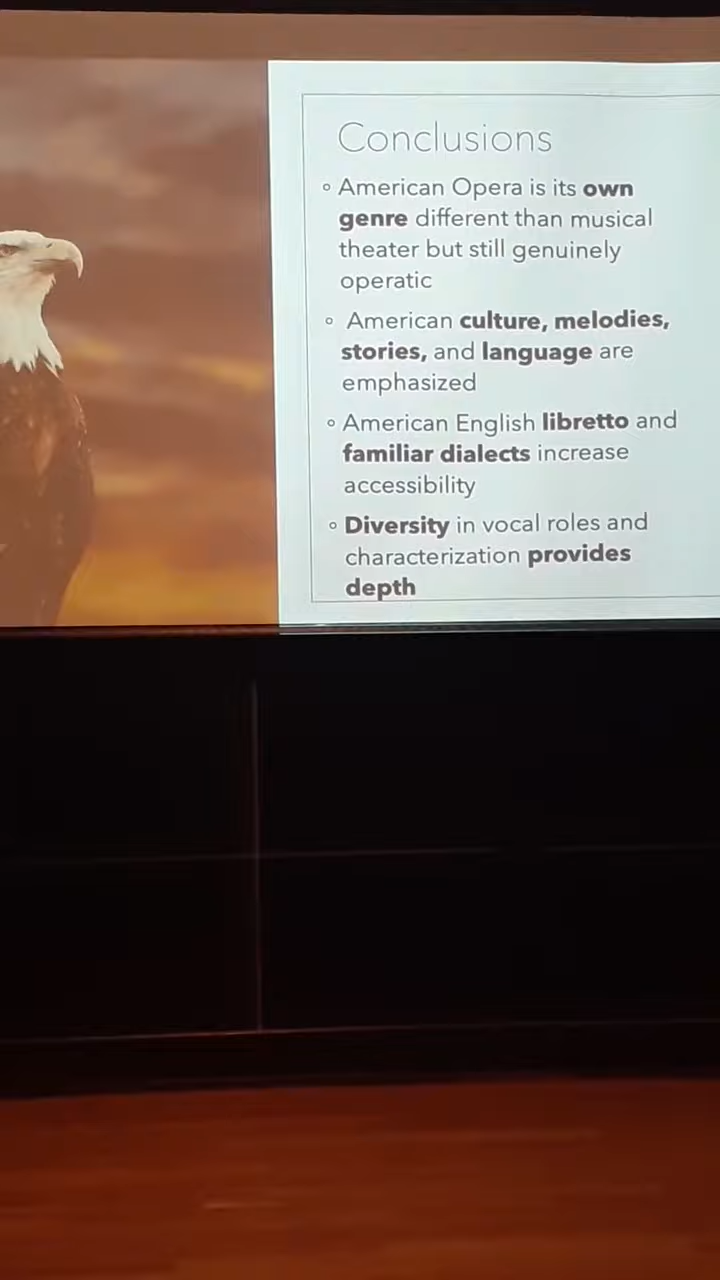 Conclusions
◦ American Opera is its own
genre different than musical
theater but still genuinely
operatic
◦ American culture, melodies,
stories, and language are
emphasized
◦ American English libretto and
familiar dialects increase
accessibility
◦ Diversity in vocal roles and
characterization provides
depth